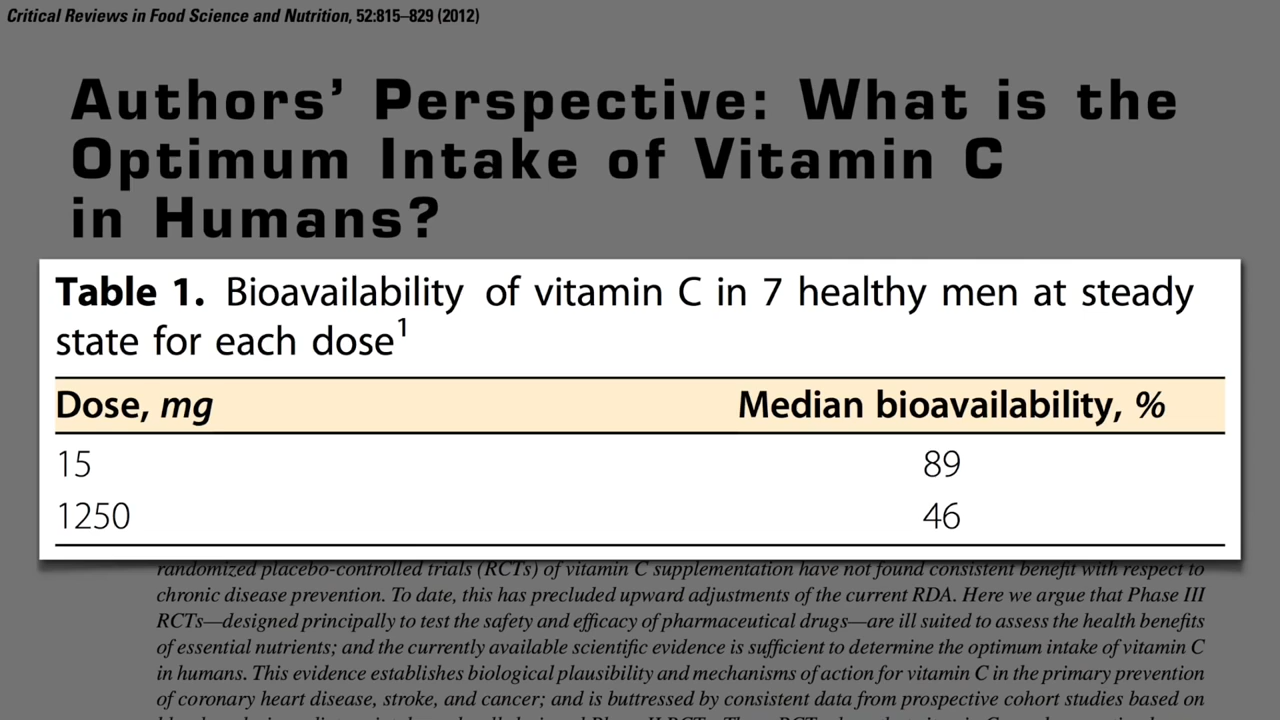 Critical Reviews in Food Science and Nutrition, 52:815–829 (2012)
Authors’ Perspective: What is the
Optimum Intake of Vitamin C
in Humans?
Table 1. Bioavailability of vitamin C in 7 healthy men at steady
state for each dose1
Dose, mg Median bioavailability, %
15 89
1250 46
randomized placebo-controlled trials (RCTs) of vitamin C supplementation have not found consistent benefit with respect to
chronic disease prevention. To date, this has precluded upward adjustments of the current RDA. Here we argue that Phase III
RCTs—designed principally to test the safety and efficacy of pharmaceutical drugs—are ill suited to assess the health benefits
of essential nutrients; and the currently available scientific evidence is sufficient to determine the optimum intake of vitamin C
in humans. This evidence establishes biological plausibility and mechanisms of action for vitamin C in the primary prevention
of coronary heart disease, stroke, and cancer; and is buttressed by consistent data from prospective cohort studies based on